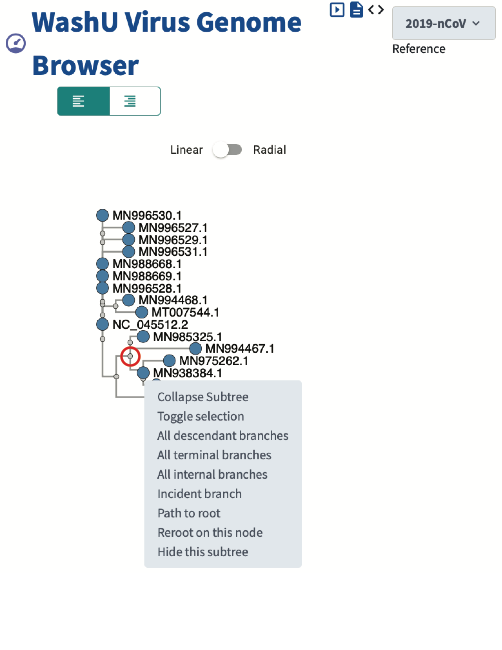 WashU Virus Genome
Browser
2019-nCoV
Reference
Linear
Radial
MN996530.1
MN996527.1
MN996529.1
MN996531.1
MN988668.1
MN988669.1
MN996528.1
MN994468.1
MT007544.1
NC_045512.2
MN985325.1
MN994467.1
MN975262.1
MN938384.1
Collapse Subtree
Toggle selection
All descendant branches
All terminal branches
All internal branches
Incident branch
Path to root
Reroot on this node
Hide this subtree